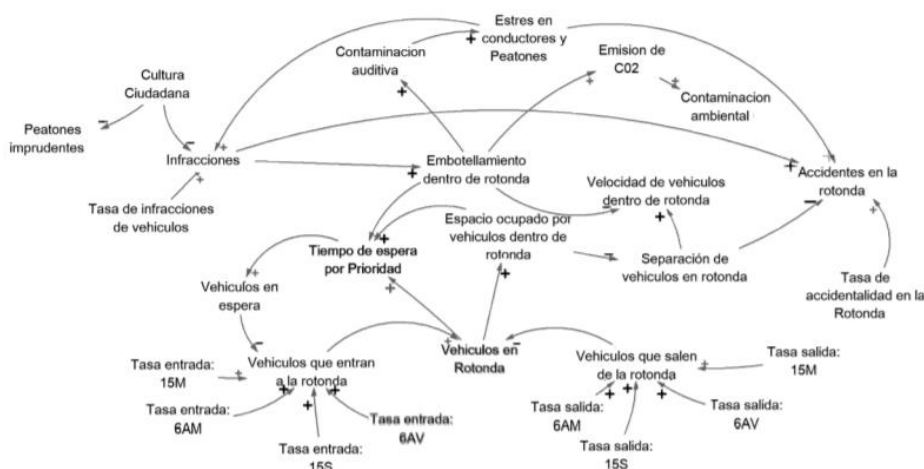 Estres en
conductores y
Peatones
Contaminacion
auditiva
Emision de
C02
Cultura
Ciudadana
Contaminacion
ambiental
Peatones
imprudentes
Infracciones
Embotellamiento
dentro de rotonda
Velocidad de vehiculos
dentro de rotonda
Accidentes en la
rotonda
Tasa de infracciones
de vehiculos
Espacio ocupado por
vehiculos dentro de
rotonda
Tiempo de espera
por Prioridad
Separación de
vehiculos en rotonda
Vehiculos en
espera
Tasa de
accidentalidad en la
Rotonda
Vehiculos que entran
a la rotonda
Vehiculos en
Rotonda
Vehiculos que salen
de la rotonda
Tasa entrada:
15M
Tasa salida:
15M
Tasa entrada:
6AM
Tasa entrada:
15S
Tasa entrada:
6AV
Tasa salida:
6AM
Tasa salida:
15S
Tasa salida:
6AV